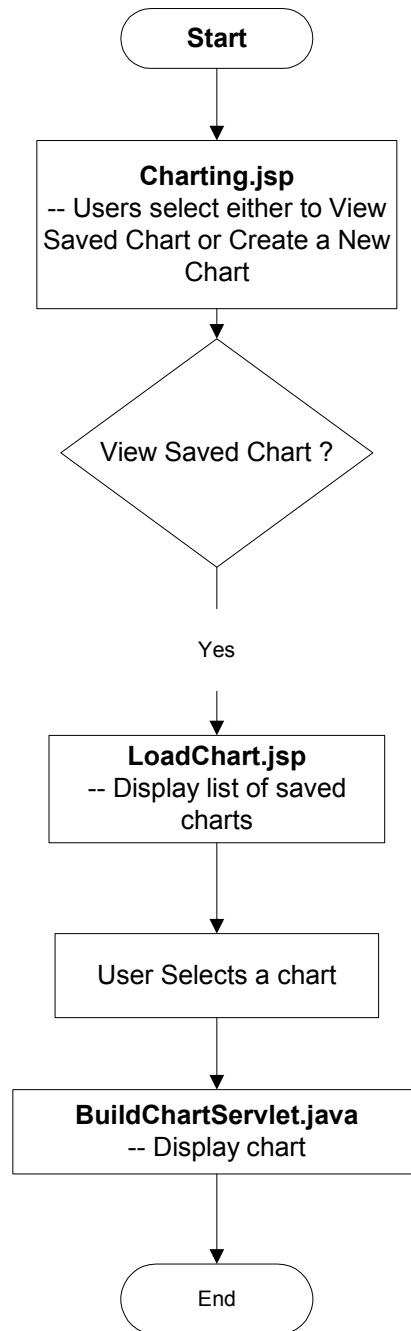 Start
Charting.jsp
-- Users select either to View
Saved Chart or Create a New
Chart
View Saved Chart ?
Yes
LoadChart.jsp
-- Display list of saved
charts
User Selects a chart
BuildChartServlet.java
-- Display chart
End